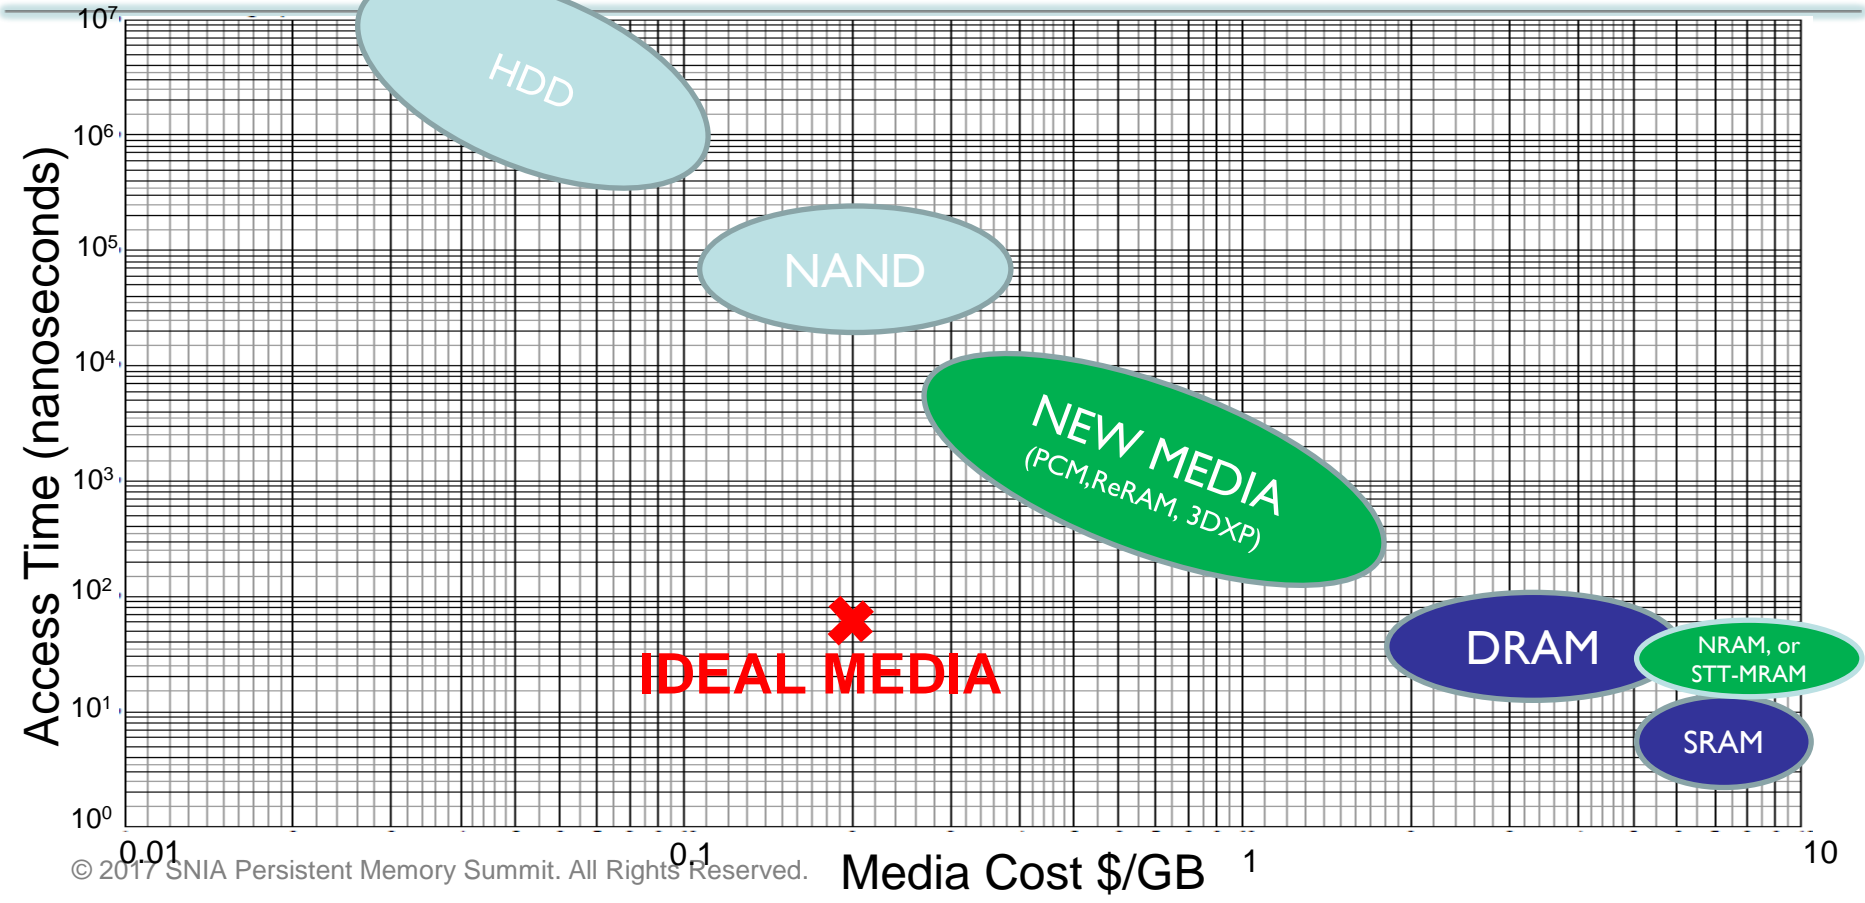 10⁷
HDD
10⁶
10⁵
NAND
10⁴
NEW MEDIA
(PCM,ReRAM, 3DXP)
10³
10²
IDEAL MEDIA
DRAM
NRAM, or
STT-MRAM
10¹
SRAM
10⁰
Access Time (nanoseconds)
0.01
0.1
1
10
Media Cost $/GB
© 2017 SNIA Persistent Memory Summit. All Rights Reserved.